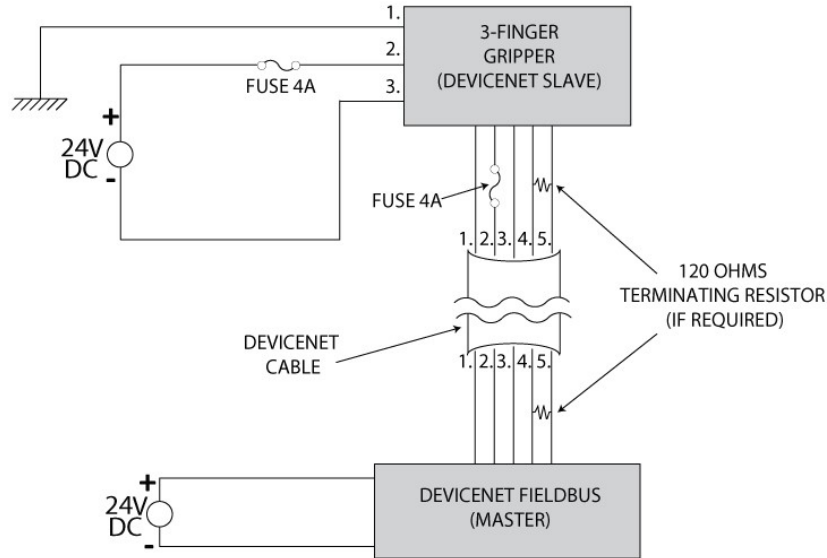 1.
3-FINGER
GRIPPER
(DEVICENET SLAVE)
2.
FUSE 4A
3.
+
24V
DC
-
FUSE 4A
1. 2. 3. 4. 5.
120 OHMS
TERMINATING RESISTOR
(IF REQUIRED)
DEVICENET
CABLE
1. 2. 3. 4. 5.
+
24V
DC
-
DEVICENET FIELDBUS
(MASTER)